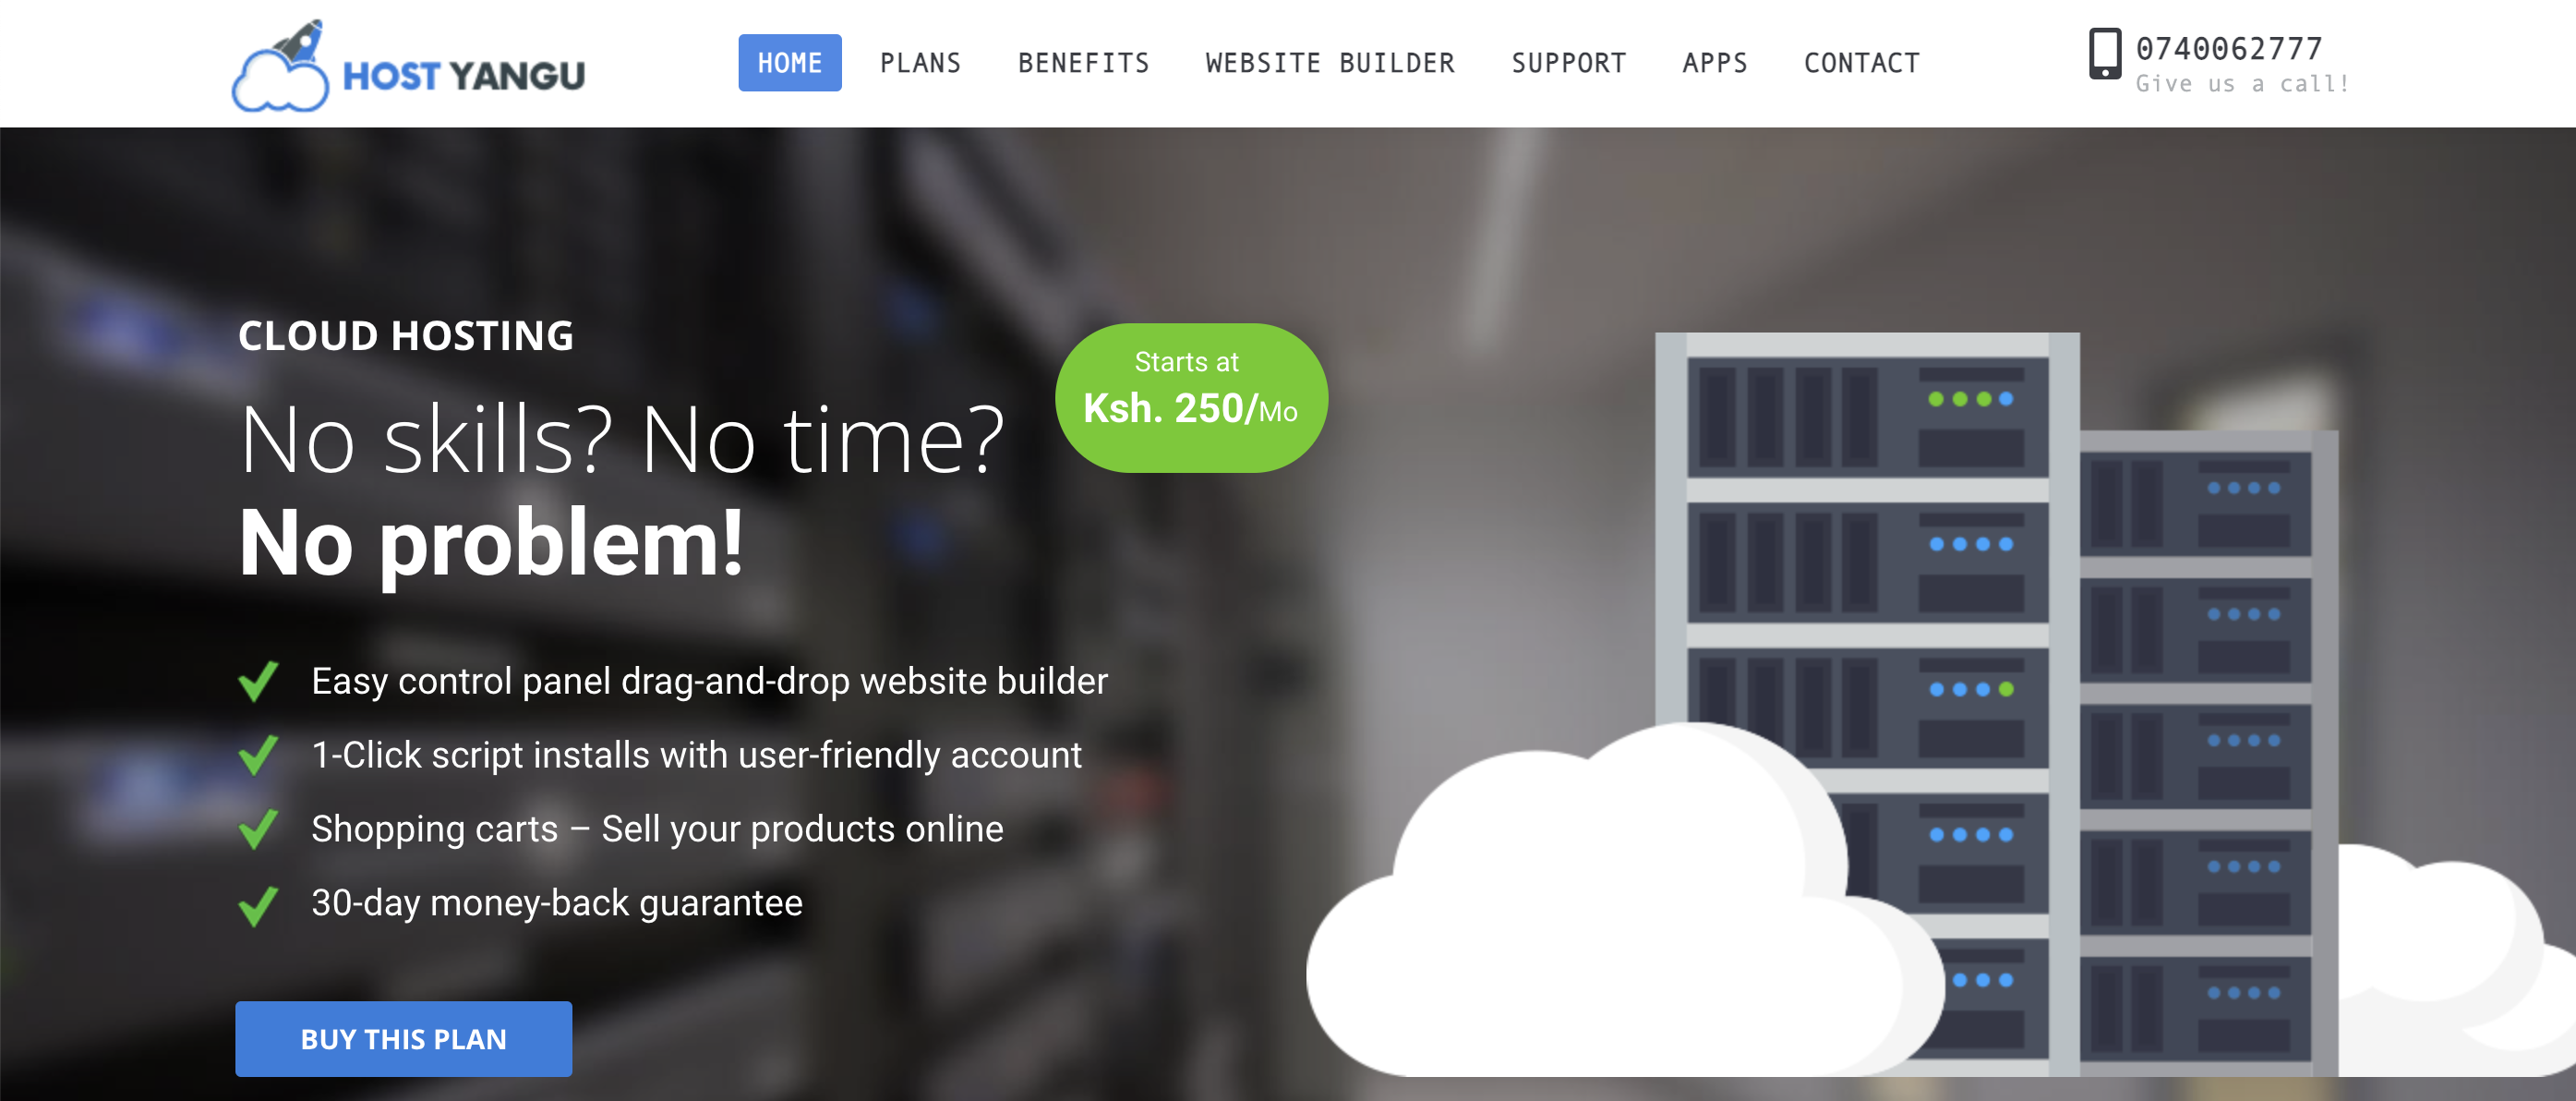 HOST YANGU
HOME PLANS BENEFITS WEBSITE BUILDER SUPPORT APPS CONTACT
0740062777
Give us a call!
CLOUD HOSTING
No skills? No time?
No problem!
Starts at
Ksh. 250/Mo
Easy control panel drag-and-drop website builder
1-Click script installs with user-friendly account
Shopping carts – Sell your products online
30-day money-back guarantee
BUY THIS PLAN